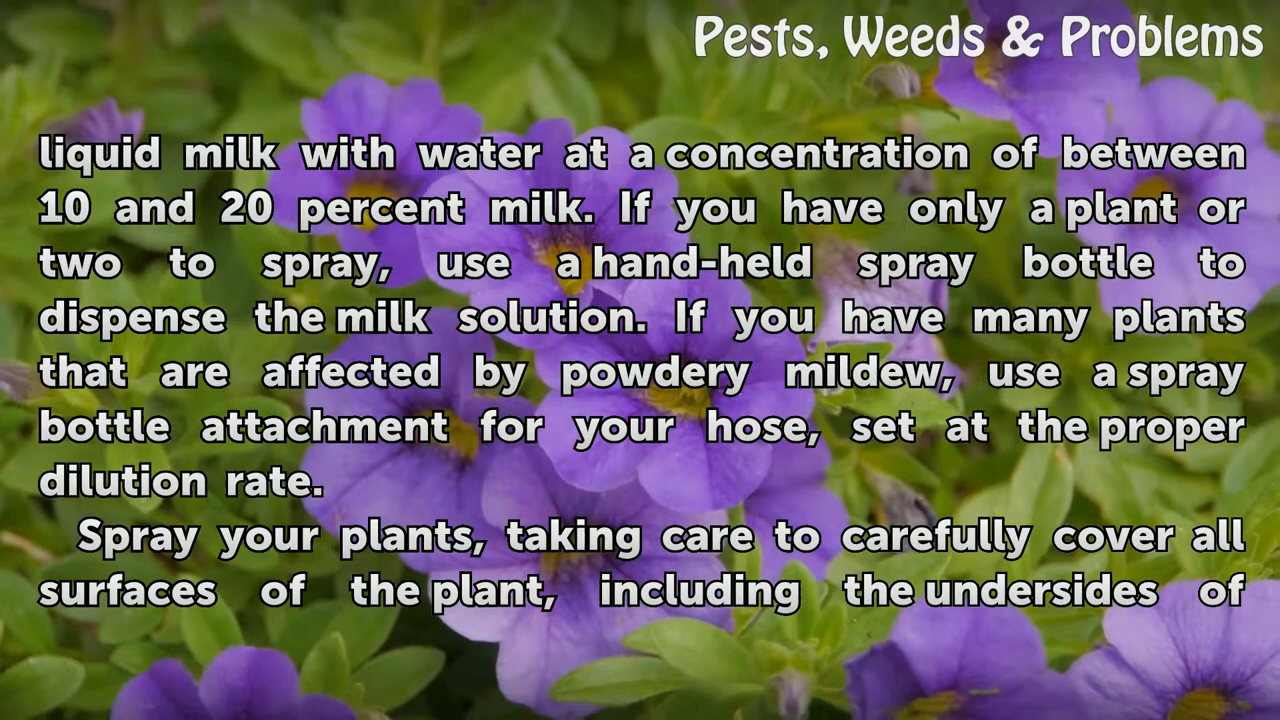 Pests, Weeds & Problems
liquid milk with water at a concentration of between
10 and 20 percent milk. If you have only a plant or
two to spray, use a hand-held spray bottle to
dispense the milk solution. If you have many plants
that are affected by powdery mildew, use a spray
bottle attachment for your hose, set at the proper
dilution rate.
Spray your plants, taking care to carefully cover all
surfaces of the plant, including the undersides of